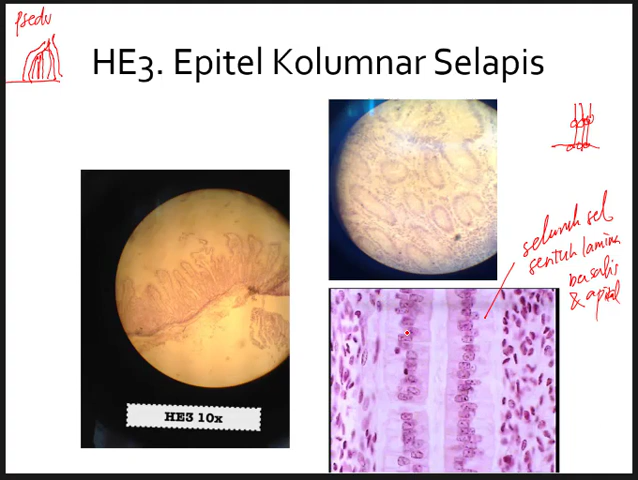 psedu
HE3. Epitel Kolumnar Selapis
seluruh sel
sentuh lamina
basalis
& apikal
HE3 10x